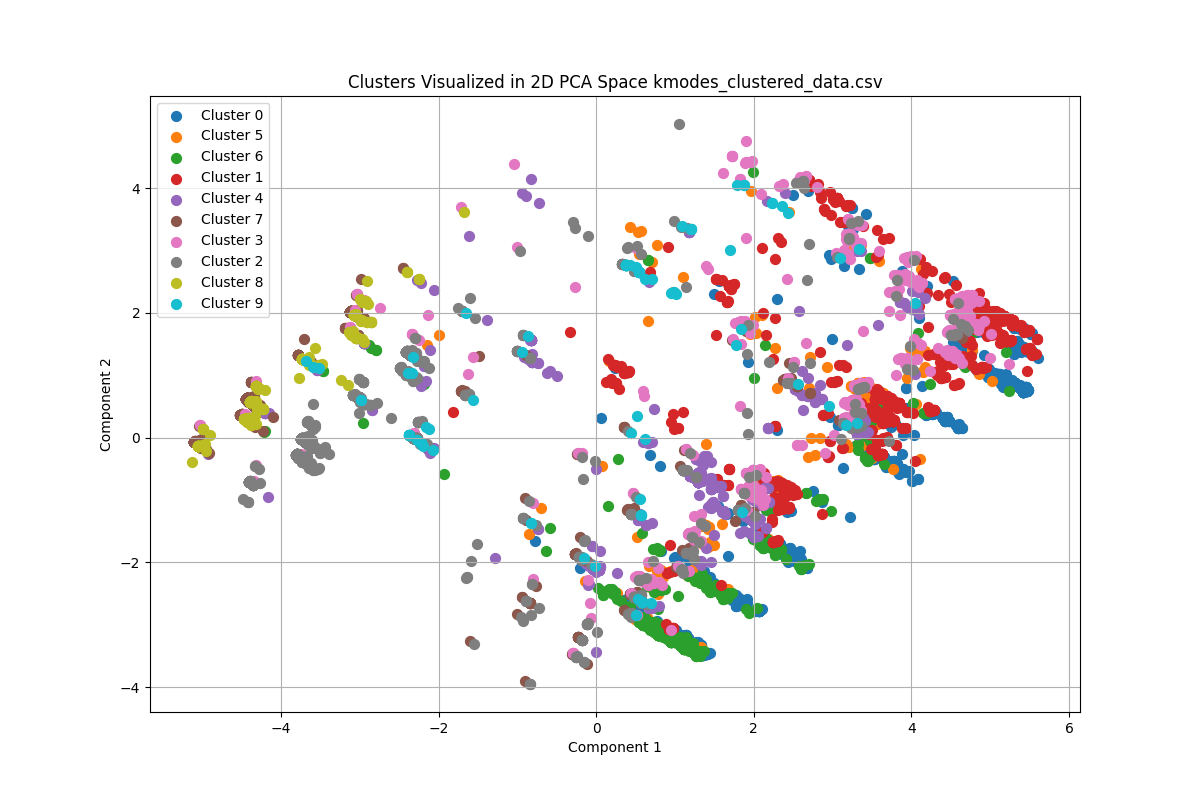 Clusters Visualized in 2D PCA Space kmodes_clustered_data.csv
Cluster 0
Cluster 5
Cluster 6
Cluster 1
Cluster 4
Cluster 7
Cluster 3
Cluster 2
Cluster 8
Cluster 9
4
2
0
−2
−4
Component 2
−4
−2
0
2
4
6
Component 1